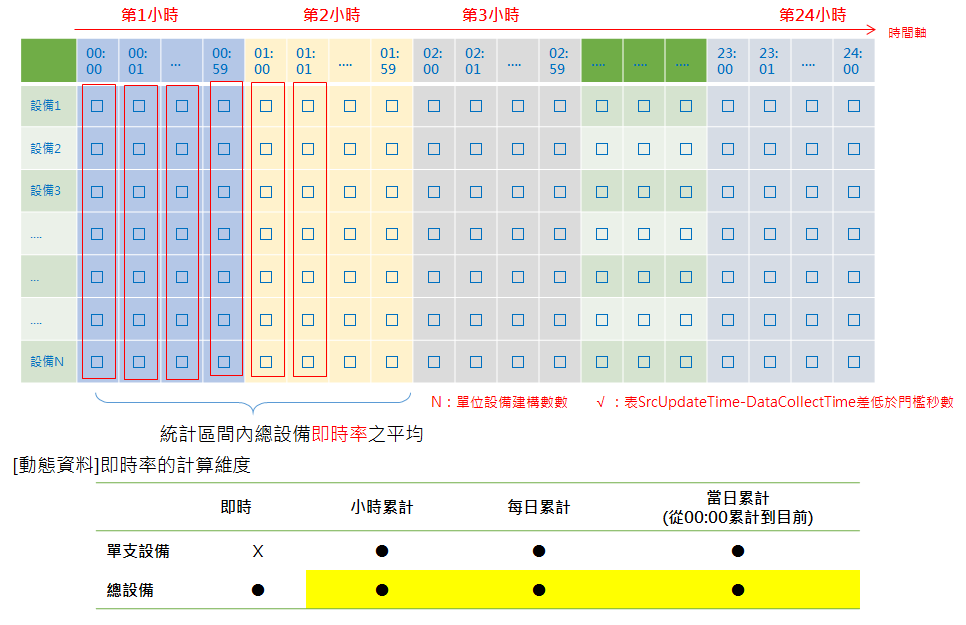 第1小時 第2小時 第3小時 第24小時
時間軸
00:00 00:01 ... 00:59 01:00 01:01 .... 01:59 02:00 02:01 .... 02:59 .... .... .... 23:00 23:01 .... 24:00
設備1 □ □ □ □ □ □ □ □ □ □ □ □ □ □ □ □ □ □ □
設備2 □ □ □ □ □ □ □ □ □ □ □ □ □ □ □ □ □ □ □
設備3 □ □ □ □ □ □ □ □ □ □ □ □ □ □ □ □ □ □ □
.... □ □ □ □ □ □ □ □ □ □ □ □ □ □ □ □ □ □ □
... □ □ □ □ □ □ □ □ □ □ □ □ □ □ □ □ □ □ □
.... □ □ □ □ □ □ □ □ □ □ □ □ □ □ □ □ □ □ □
設備N □ □ □ □ □ □ □ □ □ □ □ □ □ □ □ □ □ □ □
N：單位設備建構數數 √ ：表SrcUpdateTime-DataCollectTime差低於門檻秒數
統計區間內總設備即時率之平均
[動態資料]即時率的計算維度
即時 小時累計 每日累計 當日累計
(從00:00累計到目前)
單支設備 X ● ● ●
總設備 ● ● ● ●